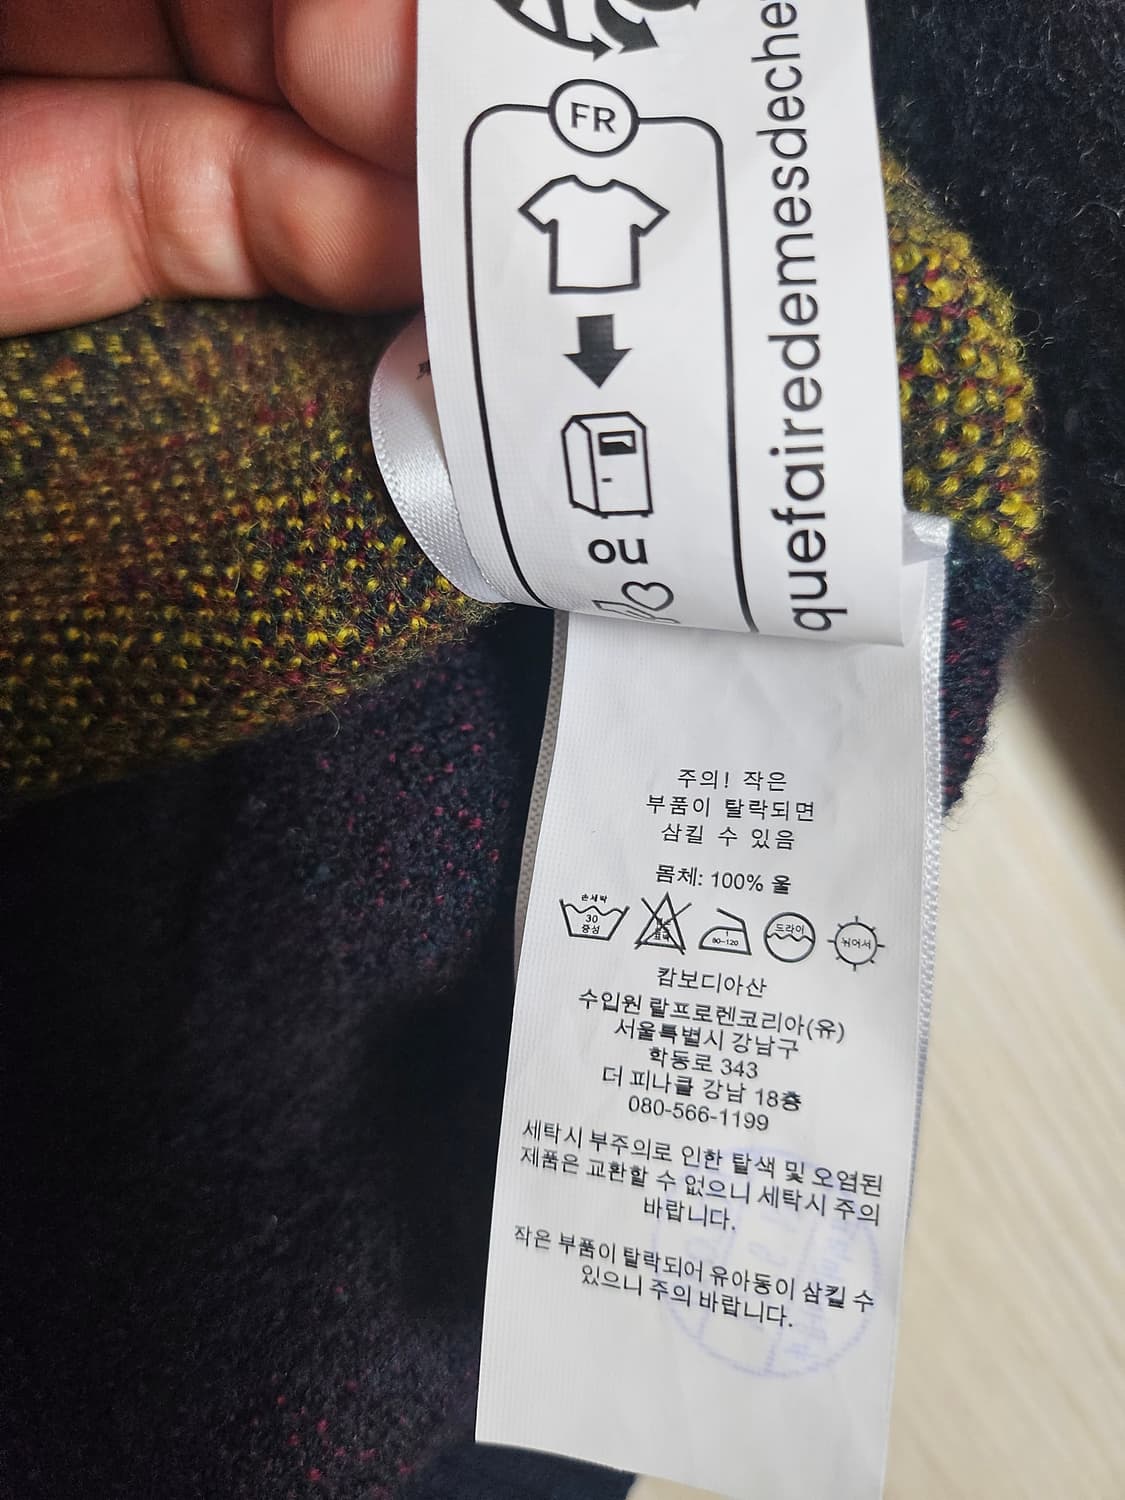 FR
ou
quefairedemesdeche
주의! 작은
부품이 탈락되면
삼킬 수 있음
몸체: 100% 울
손세탁
30
중성
1
80-120
드라이
뉘어서
캄보디아산
수입원 랄프로렌코리아(유)
서울특별시 강남구
학동로 343
더 피나클 강남 18층
080-566-1199
세탁시 부주의로 인한 탈색 및 오염된
제품은 교환할 수 없으니 세탁시 주의
바랍니다.
작은 부품이 탈락되어 유아동이 삼킬 수
있으니 주의 바랍니다.